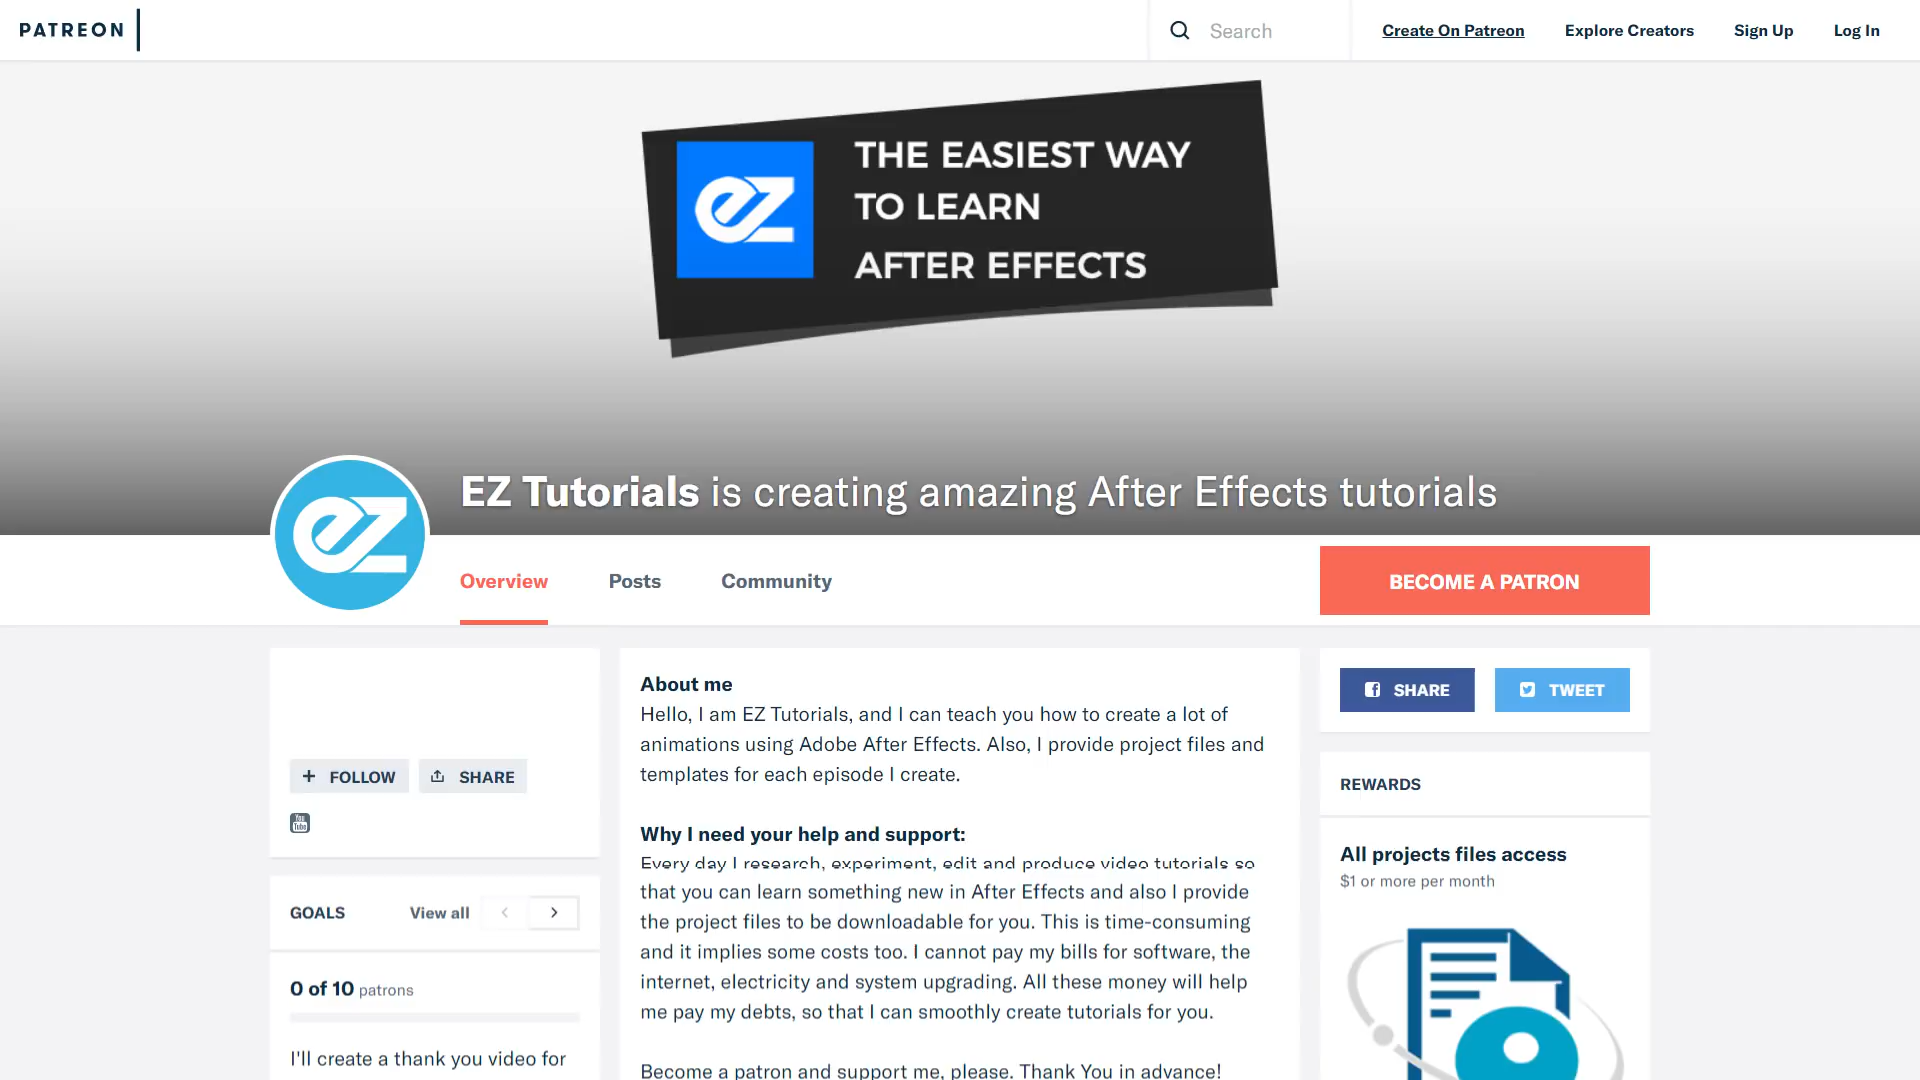 PATREON
Search
Create On Patreon
Explore Creators
Sign Up
Log In
eZ
THE EASIEST WAY
TO LEARN
AFTER EFFECTS
eZ
EZ Tutorials is creating amazing After Effects tutorials
Overview
Posts
Community
BECOME A PATRON
FOLLOW
SHARE
You
Tube
GOALS
View all
0 of 10 patrons
I'll create a thank you video for
About me
Hello, I am EZ Tutorials, and I can teach you how to create a lot of
animations using Adobe After Effects. Also, I provide project files and
templates for each episode I create.
Why I need your help and support:
Every day I research, experiment, edit and produce video tutorials so
that you can learn something new in After Effects and also I provide
the project files to be downloadable for you. This is time-consuming
and it implies some costs too. I cannot pay my bills for software, the
internet, electricity and system upgrading. All these money will help
me pay my debts, so that I can smoothly create tutorials for you.
Become a patron and support me, please. Thank You in advance!
SHARE
TWEET
REWARDS
All projects files access
$1 or more per month